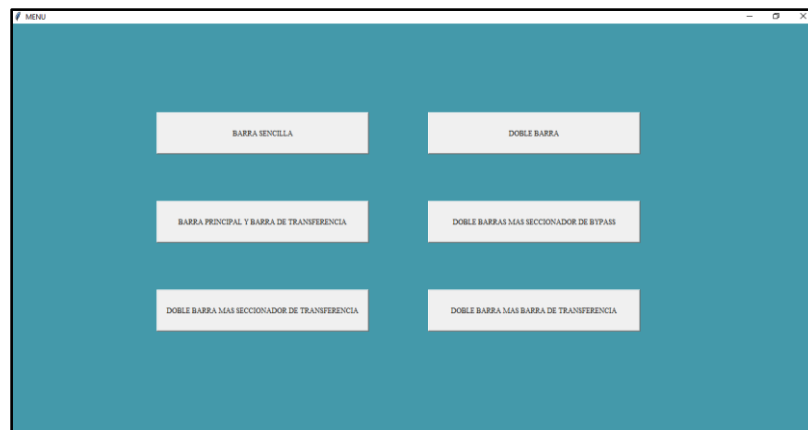 MENU
BARRA SENCILLA
DOBLE BARRA
BARRA PRINCIPAL Y BARRA DE TRANSFERENCIA
DOBLE BARRAS MAS SECCIONADOR DE BYPASS
DOBLE BARRA MAS SECCIONADOR DE TRANSFERENCIA
DOBLE BARRA MAS BARRA DE TRANSFERENCIA